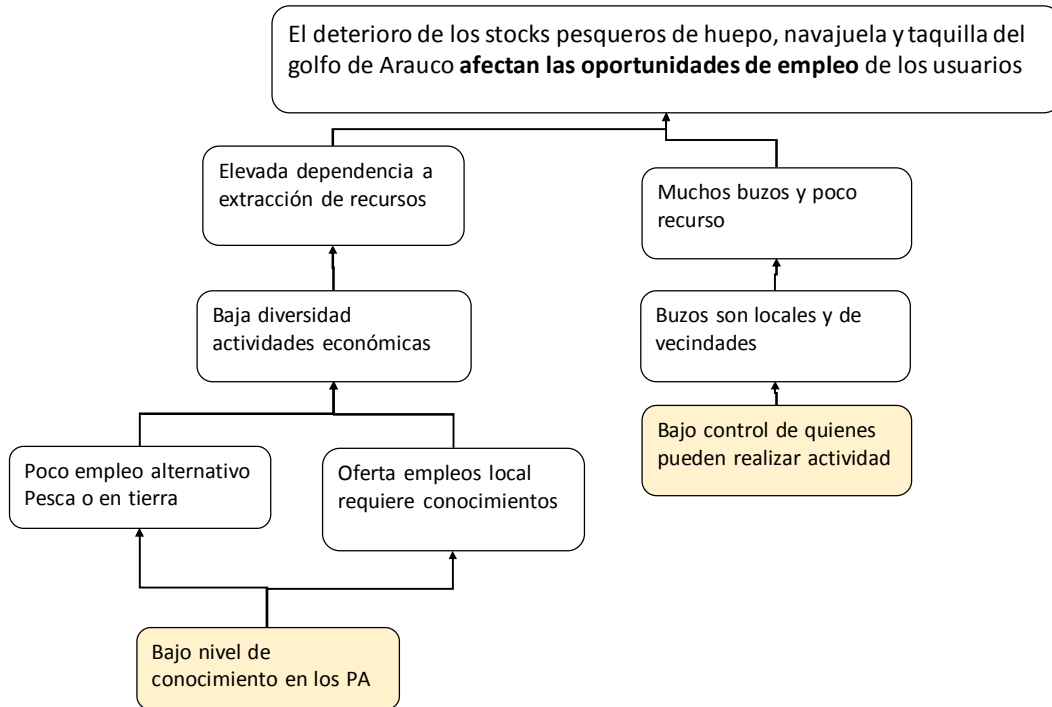 El deterioro de los stocks pesqueros de huepo, navajuela y taquilla del
golfo de Arauco afectan las oportunidades de empleo de los usuarios
Elevada dependencia a
extracción de recursos
Muchos buzos y poco
recurso
Baja diversidad
actividades económicas
Buzos son locales y de
vecindades
Bajo control de quienes
pueden realizar actividad
Poco empleo alternativo
Pesca o en tierra
Oferta empleos local
requiere conocimientos
Bajo nivel de
conocimiento en los PA